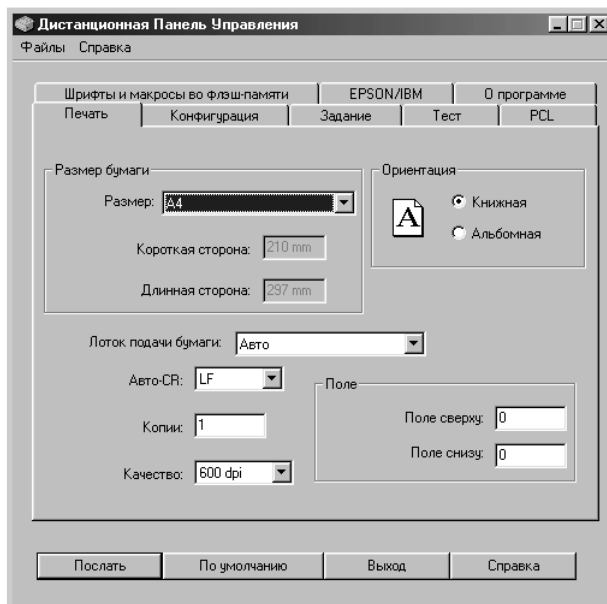 Дистанционная Панель Управления
Файлы Справка
Шрифты и макросы во флэш-памяти EPSON/IBM О программе
Печать Конфигурация Задание Тест PCL
Размер бумаги Ориентация
Размер: A4
A
Книжная
Альбомная
Короткая сторона: 210 mm
Длинная сторона: 297 mm
Лоток подачи бумаги: Авто
Авто-CR: LF
Поле
Копии: 1
Поле сверху: 0
Поле снизу: 0
Качество: 600 dpi
Послать По умолчанию Выход Справка